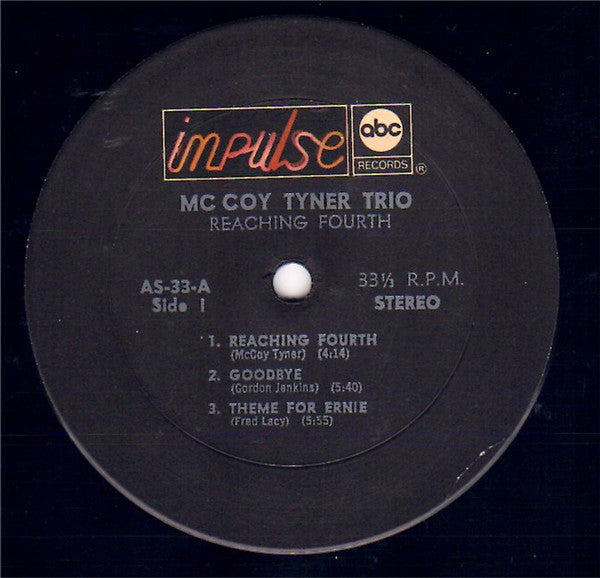 impulse
abc
RECORDS ®
MC COY TYNER TRIO
REACHING FOURTH
AS-33-A
Side 1
33⅓ R.P.M.
STEREO
1. REACHING FOURTH
(McCoy Tyner) (4:14)
2. GOODBYE
(Gordon Jenkins) (5:40)
3. THEME FOR ERNIE
(Fred Lacy) (5:55)